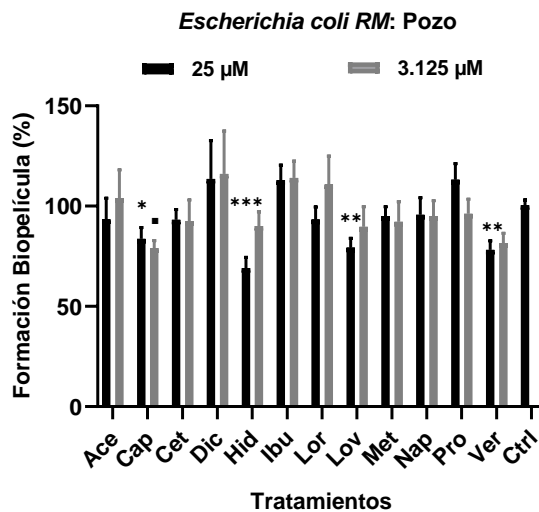 Escherichia coli RM: Pozo
25 µM
3.125 µM
Formación Biopelícula (%)
150
100
50
0
*
▪
***
**
**
Ace
Cap
Cet
Dic
Hid
Ibu
Lor
Lov
Met
Nap
Pro
Ver
Ctrl
Tratamientos